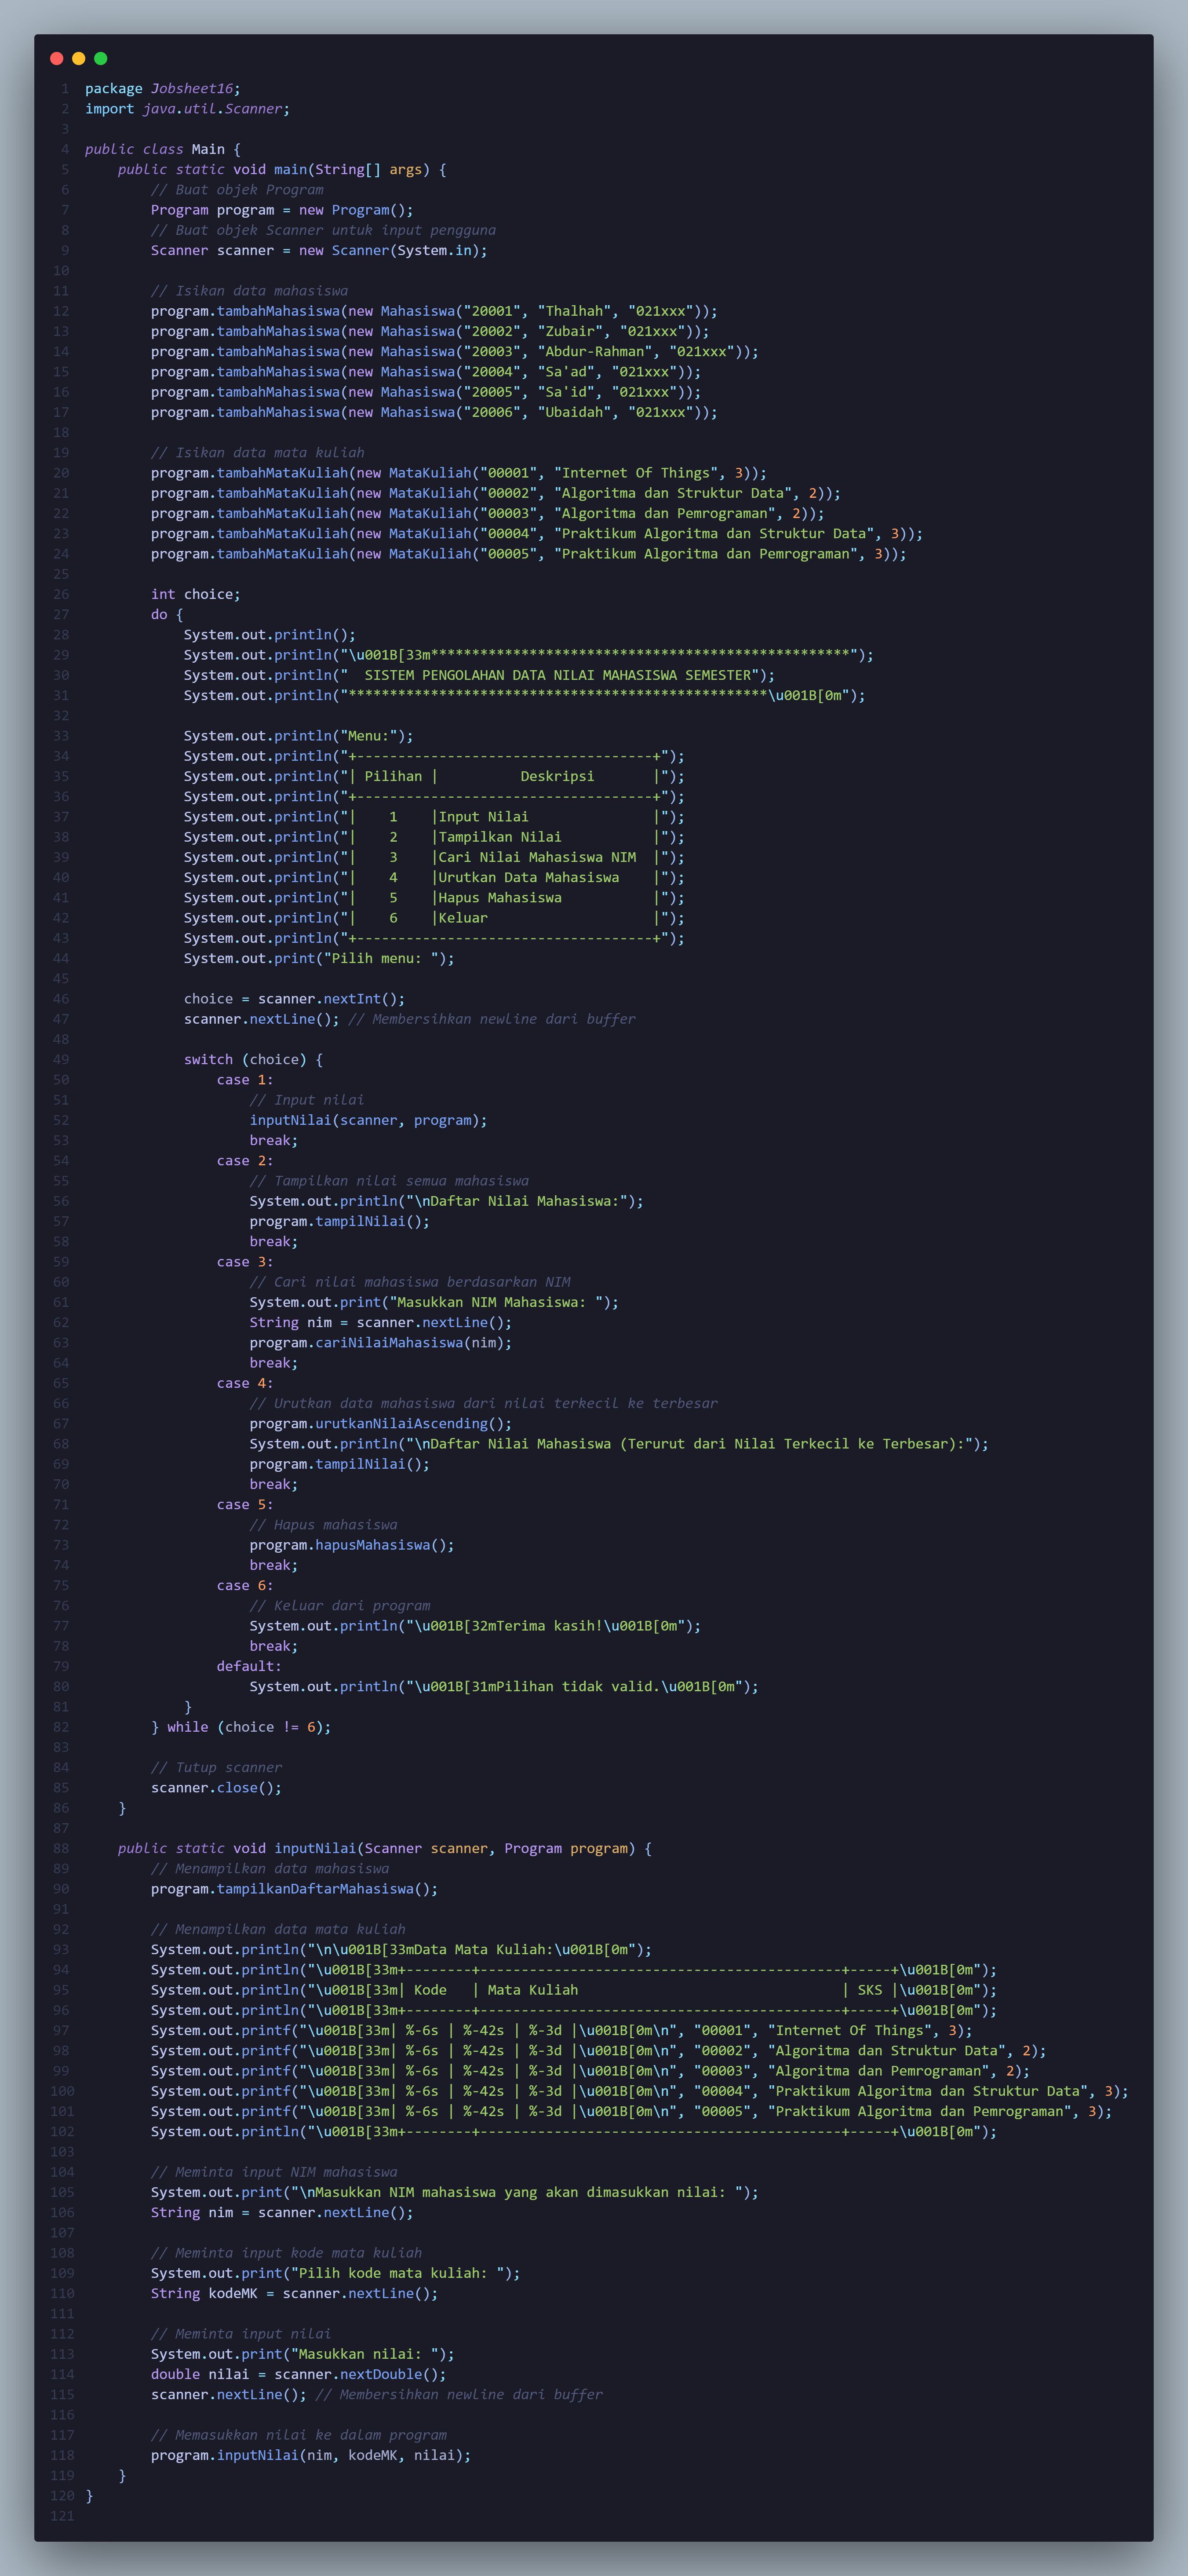 1 package Jobsheet16;
2 import java.util.Scanner;
3
4 public class Main {
5     public static void main(String[] args) {
6         // Buat objek Program
7         Program program = new Program();
8         // Buat objek Scanner untuk input pengguna
9         Scanner scanner = new Scanner(System.in);
10
11         // Isikan data mahasiswa
12         program.tambahMahasiswa(new Mahasiswa("20001", "Thalhah", "021xxx"));
13         program.tambahMahasiswa(new Mahasiswa("20002", "Zubair", "021xxx"));
14         program.tambahMahasiswa(new Mahasiswa("20003", "Abdur-Rahman", "021xxx"));
15         program.tambahMahasiswa(new Mahasiswa("20004", "Sa'ad", "021xxx"));
16         program.tambahMahasiswa(new Mahasiswa("20005", "Sa'id", "021xxx"));
17         program.tambahMahasiswa(new Mahasiswa("20006", "Ubaidah", "021xxx"));
18
19         // Isikan data mata kuliah
20         program.tambahMataKuliah(new MataKuliah("00001", "Internet Of Things", 3));
21         program.tambahMataKuliah(new MataKuliah("00002", "Algoritma dan Struktur Data", 2));
22         program.tambahMataKuliah(new MataKuliah("00003", "Algoritma dan Pemrograman", 2));
23         program.tambahMataKuliah(new MataKuliah("00004", "Praktikum Algoritma dan Struktur Data", 3));
24         program.tambahMataKuliah(new MataKuliah("00005", "Praktikum Algoritma dan Pemrograman", 3));
25
26         int choice;
27         do {
28             System.out.println();
29             System.out.println("\u001B[33m***************************************************");
30             System.out.println("  SISTEM PENGOLAHAN DATA NILAI MAHASISWA SEMESTER");
31             System.out.println("***************************************************\u001B[0m");
32
33             System.out.println("Menu:");
34             System.out.println("+------------------------------------+");
35             System.out.println("| Pilihan |          Deskripsi       |");
36             System.out.println("+------------------------------------+");
37             System.out.println("|    1    |Input Nilai               |");
38             System.out.println("|    2    |Tampilkan Nilai           |");
39             System.out.println("|    3    |Cari Nilai Mahasiswa NIM  |");
40             System.out.println("|    4    |Urutkan Data Mahasiswa    |");
41             System.out.println("|    5    |Hapus Mahasiswa           |");
42             System.out.println("|    6    |Keluar                    |");
43             System.out.println("+------------------------------------+");
44             System.out.print("Pilih menu: ");
45
46             choice = scanner.nextInt();
47             scanner.nextLine(); // Membersihkan newline dari buffer
48
49             switch (choice) {
50                 case 1:
51                     // Input nilai
52                     inputNilai(scanner, program);
53                     break;
54                 case 2:
55                     // Tampilkan nilai semua mahasiswa
56                     System.out.println("\nDaftar Nilai Mahasiswa:");
57                     program.tampilNilai();
58                     break;
59                 case 3:
60                     // Cari nilai mahasiswa berdasarkan NIM
61                     System.out.print("Masukkan NIM Mahasiswa: ");
62                     String nim = scanner.nextLine();
63                     program.cariNilaiMahasiswa(nim);
64                     break;
65                 case 4:
66                     // Urutkan data mahasiswa dari nilai terkecil ke terbesar
67                     program.urutkanNilaiAscending();
68                     System.out.println("\nDaftar Nilai Mahasiswa (Terurut dari Nilai Terkecil ke Terbesar):");
69                     program.tampilNilai();
70                     break;
71                 case 5:
72                     // Hapus mahasiswa
73                     program.hapusMahasiswa();
74                     break;
75                 case 6:
76                     // Keluar dari program
77                     System.out.println("\u001B[32mTerima kasih!\u001B[0m");
78                     break;
79                 default:
80                     System.out.println("\u001B[31mPilihan tidak valid.\u001B[0m");
81             }
82         } while (choice != 6);
83
84         // Tutup scanner
85         scanner.close();
86     }
87
88     public static void inputNilai(Scanner scanner, Program program) {
89         // Menampilkan data mahasiswa
90         program.tampilkanDaftarMahasiswa();
91
92         // Menampilkan data mata kuliah
93         System.out.println("\n\u001B[33mData Mata Kuliah:\u001B[0m");
94         System.out.println("\u001B[33m+--------+--------------------------------------------+-----+\u001B[0m");
95         System.out.println("\u001B[33m| Kode   | Mata Kuliah                                | SKS |\u001B[0m");
96         System.out.println("\u001B[33m+--------+--------------------------------------------+-----+\u001B[0m");
97         System.out.printf("\u001B[33m| %-6s | %-42s | %-3d |\u001B[0m\n", "00001", "Internet Of Things", 3);
98         System.out.printf("\u001B[33m| %-6s | %-42s | %-3d |\u001B[0m\n", "00002", "Algoritma dan Struktur Data", 2);
99         System.out.printf("\u001B[33m| %-6s | %-42s | %-3d |\u001B[0m\n", "00003", "Algoritma dan Pemrograman", 2);
100         System.out.printf("\u001B[33m| %-6s | %-42s | %-3d |\u001B[0m\n", "00004", "Praktikum Algoritma dan Struktur Data", 3);
101         System.out.printf("\u001B[33m| %-6s | %-42s | %-3d |\u001B[0m\n", "00005", "Praktikum Algoritma dan Pemrograman", 3);
102         System.out.println("\u001B[33m+--------+--------------------------------------------+-----+\u001B[0m");
103
104         // Meminta input NIM mahasiswa
105         System.out.print("\nMasukkan NIM mahasiswa yang akan dimasukkan nilai: ");
106         String nim = scanner.nextLine();
107
108         // Meminta input kode mata kuliah
109         System.out.print("Pilih kode mata kuliah: ");
110         String kodeMK = scanner.nextLine();
111
112         // Meminta input nilai
113         System.out.print("Masukkan nilai: ");
114         double nilai = scanner.nextDouble();
115         scanner.nextLine(); // Membersihkan newline dari buffer
116
117         // Memasukkan nilai ke dalam program
118         program.inputNilai(nim, kodeMK, nilai);
119     }
120 }
121